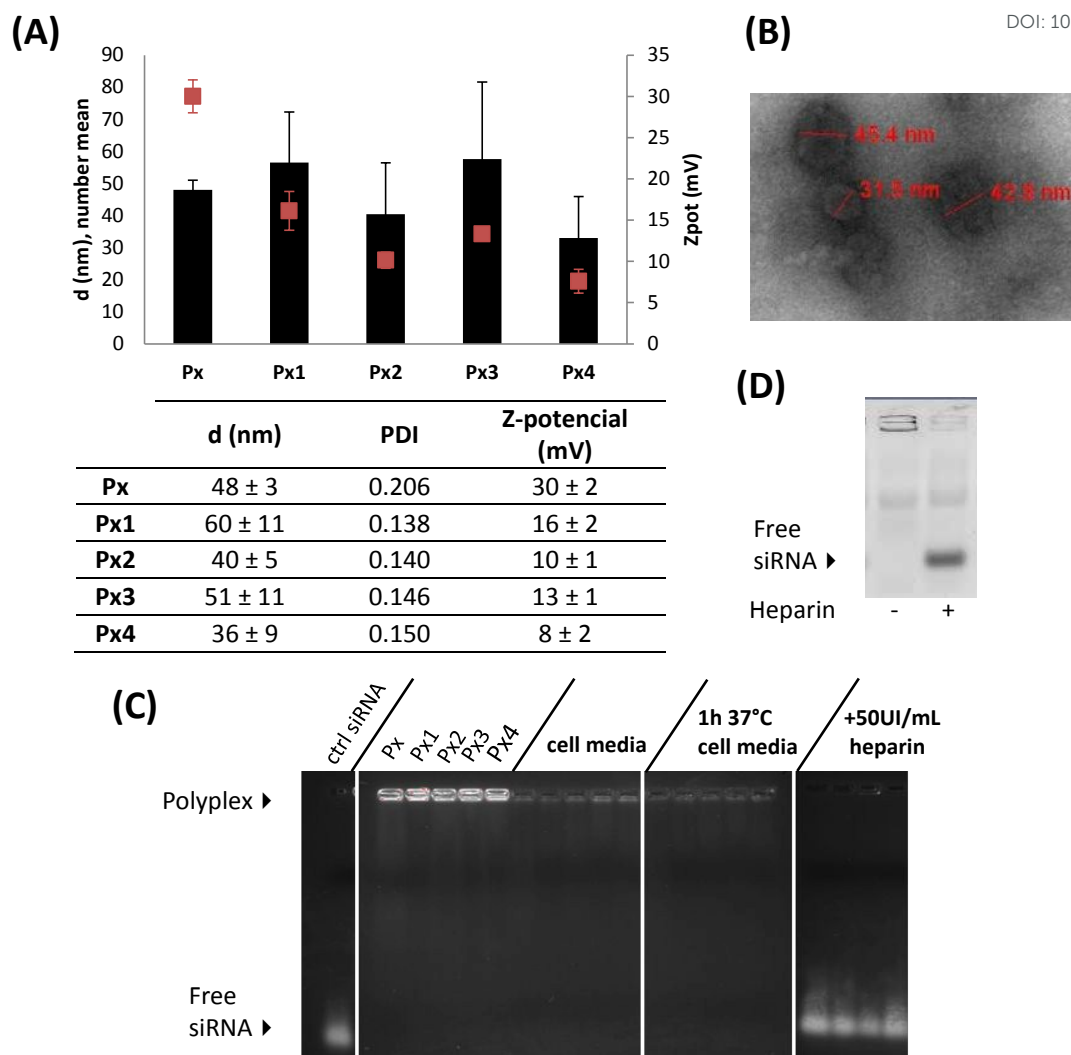 (A)
(B)
DOI: 10
90
80
70
60
50
40
30
20
10
0
d (nm), number mean
35
30
25
20
15
10
5
0
Zpot (mV)
Px Px1 Px2 Px3 Px4
45.4 nm
31.5 nm
42.8 nm
d (nm) PDI Z-potencial (mV)
Px 48 ± 3 0.206 30 ± 2
Px1 60 ± 11 0.138 16 ± 2
Px2 40 ± 5 0.140 10 ± 1
Px3 51 ± 11 0.146 13 ± 1
Px4 36 ± 9 0.150 8 ± 2
(D)
Free
siRNA
Heparin - +
(C)
ctrl siRNA
Px Px1 Px2 Px3 Px4
cell media
1h 37°C
cell media
+50UI/mL
heparin
Polyplex
Free
siRNA